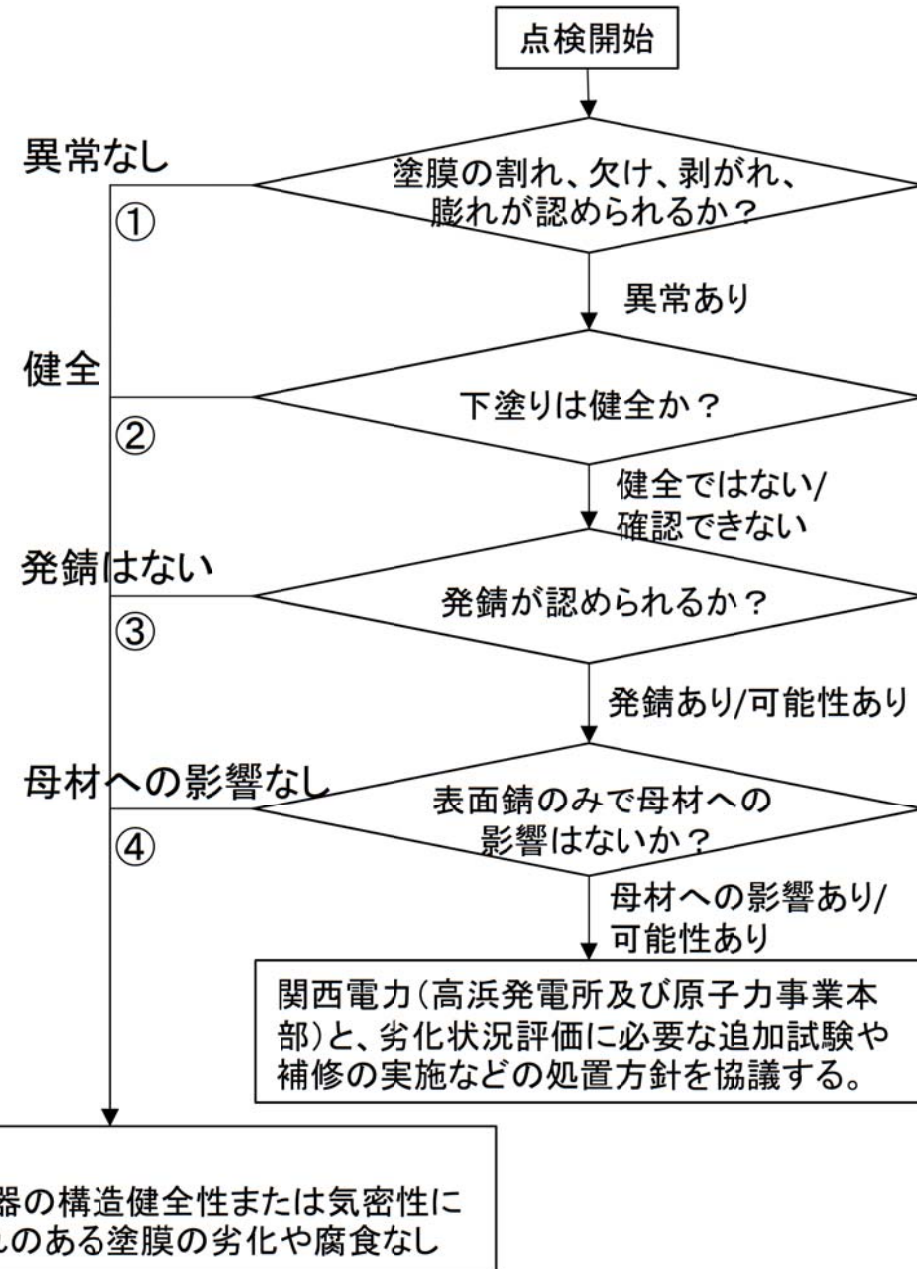 点検開始
異常なし
塗膜の割れ、欠け、剥がれ、
膨れが認められるか?
①
異常あり
健全
下塗りは健全か?
②
健全ではない/
確認できない
発錆はない
発錆が認められるか?
③
発錆あり/可能性あり
母材への影響なし
表面錆のみで母材への
影響はないか?
④
母材への影響あり/
可能性あり
関西電力(高浜発電所及び原子力事業本
部)と、劣化状況評価に必要な追加試験や
補修の実施などの処置方針を協議する。
器の構造健全性または気密性に
れのある塗膜の劣化や腐食なし